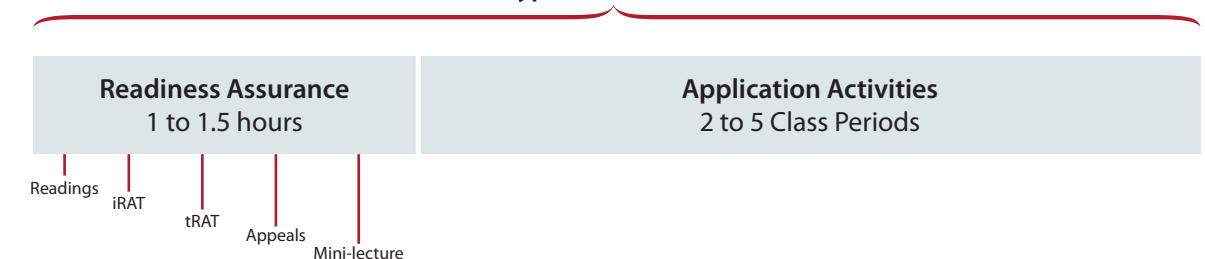 Readiness Assurance
1 to 1.5 hours
Application Activities
2 to 5 Class Periods
Readings
iRAT
tRAT
Appeals
Mini-lecture